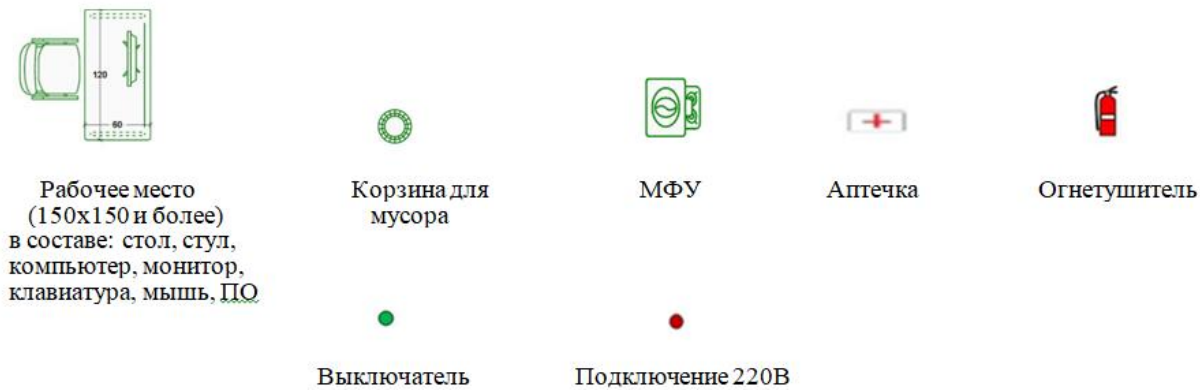 120
60
Рабочее место
(150х150 и более)
в составе: стол, стул,
компьютер, монитор,
клавиатура, мышь, ПО
Корзина для
мусора
МФУ
Аптечка
Огнетушитель
Выключатель
Подключение 220В